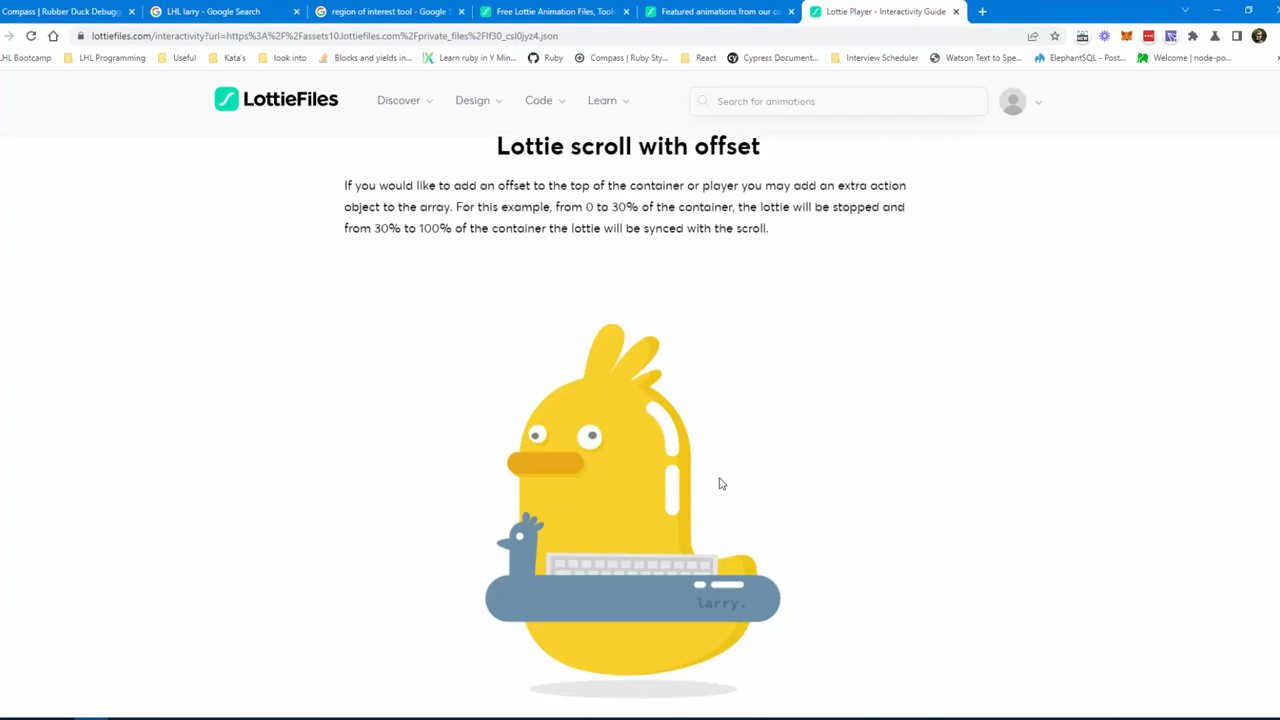 Compass | Rubber Duck Debugg
LHL larry - Google Search
region of interest tool - Google S
Free Lottie Animation Files, Tools
Featured animations from our co
Lottie Player - Interactivity Guide
lottiefiles.com/interactivity?url=https%3A%2F%2Fassets10.lottiefiles.com%2Fprivate_files%2Flf30_csl0jyz4.json
HL Bootcamp
LHL Programming
Useful
Kata's
look into
Blocks and yields in...
Learn ruby in Y Min...
Ruby
Compass | Ruby Sty...
React
Cypress Document...
Interview Scheduler
Watson Text to Spe...
ElephantSQL - Post...
Welcome | node-po...
LottieFiles
Discover
Design
Code
Learn
Search for animations
Lottie scroll with offset
If you would like to add an offset to the top of the container or player you may add an extra action
object to the array. For this example, from 0 to 30% of the container, the lottie will be stopped and
from 30% to 100% of the container the lottie will be synced with the scroll.
larry.